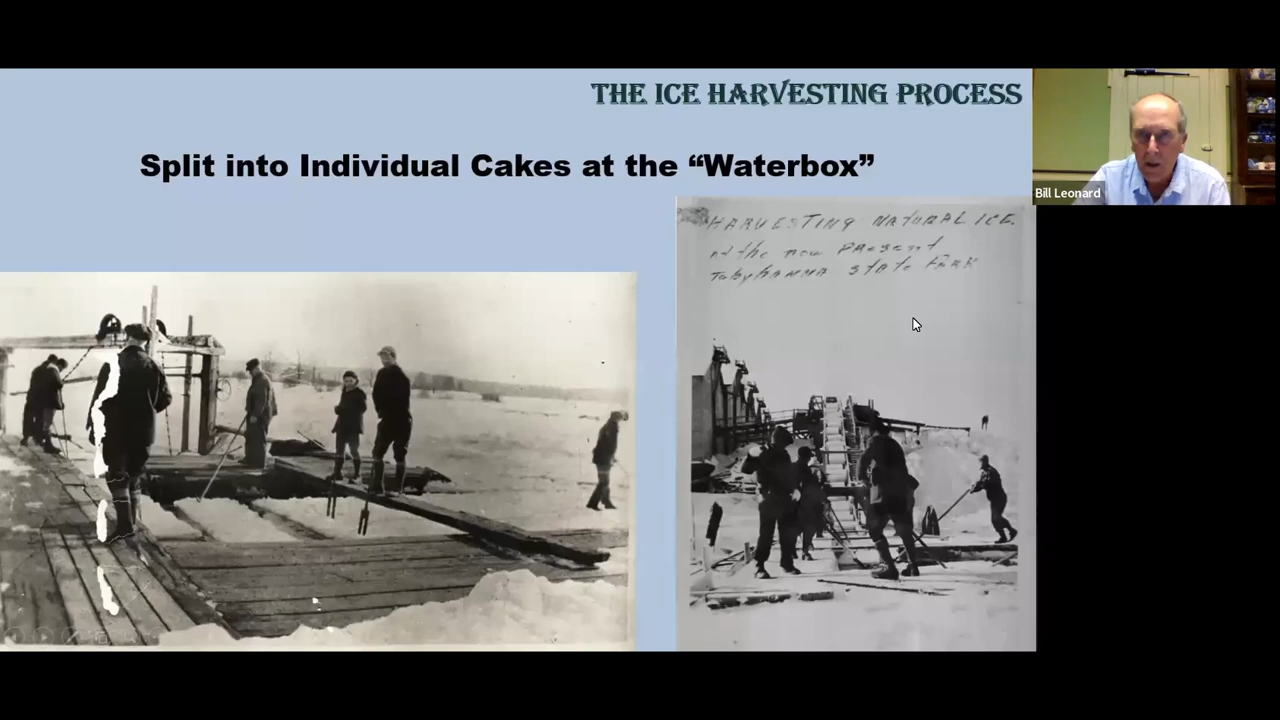 THE ICE HARVESTING PROCESS
Split into Individual Cakes at the “Waterbox”
Bill Leonard
HARVESTING NATURAL ICE.
at the now PRESENT
TobyHANNA STATE PARK